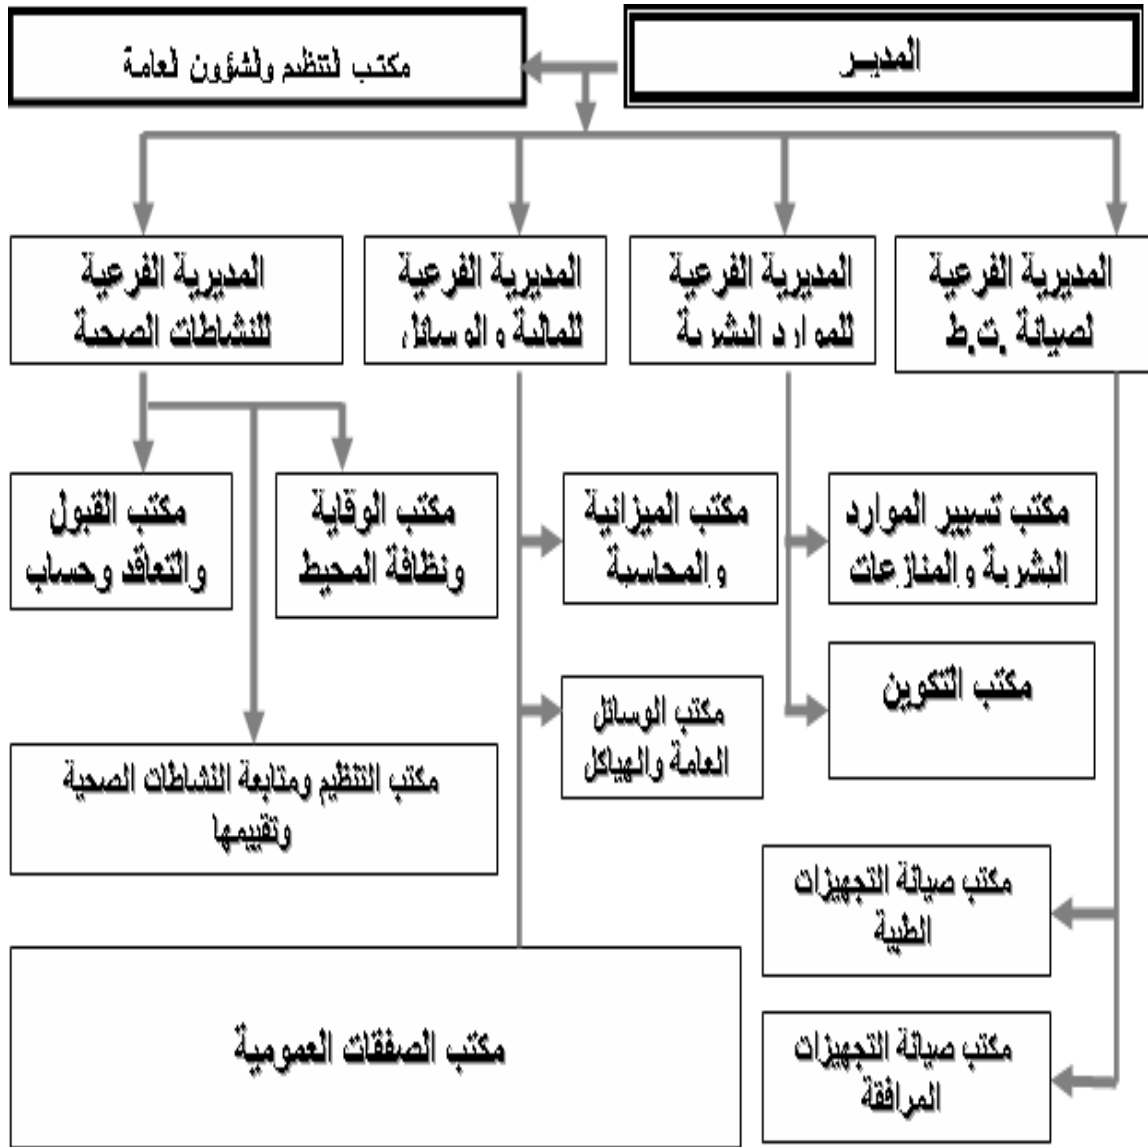 المديـر
مكتب التنظيم والشؤون العامة
المديرية الفرعية
لصيانة .ت.ط
المديرية الفرعية
للموارد البشرية
المديرية الفرعية
للمالية والوسائل
المديرية الفرعية
للنشاطات الصحية
مكتب تسيير الموارد
البشرية والمنازعات
مكتب الميزانية
والمحاسبة
مكتب الوقاية
ونظافة المحيط
مكتب القبول
والتعاقد وحساب
مكتب التكوين
مكتب الوسائل
العامة والهياكل
مكتب التنظيم ومتابعة النشاطات الصحية
وتقييمها
مكتب صيانة التجهيزات
الطبية
مكتب الصفقات العمومية
مكتب صيانة التجهيزات
المرافقة